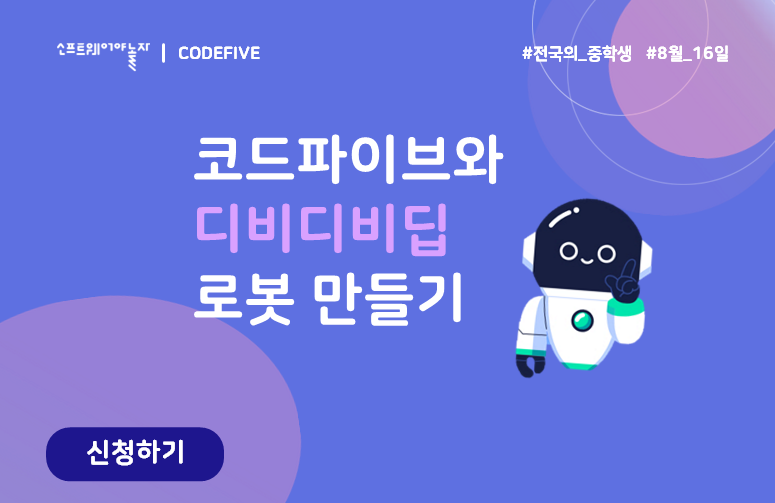 소프트웨어야놀자 | CODEFIVE
#전국의_중학생 #8월_16일
코드파이브와
디비디비딥
로봇 만들기
신청하기